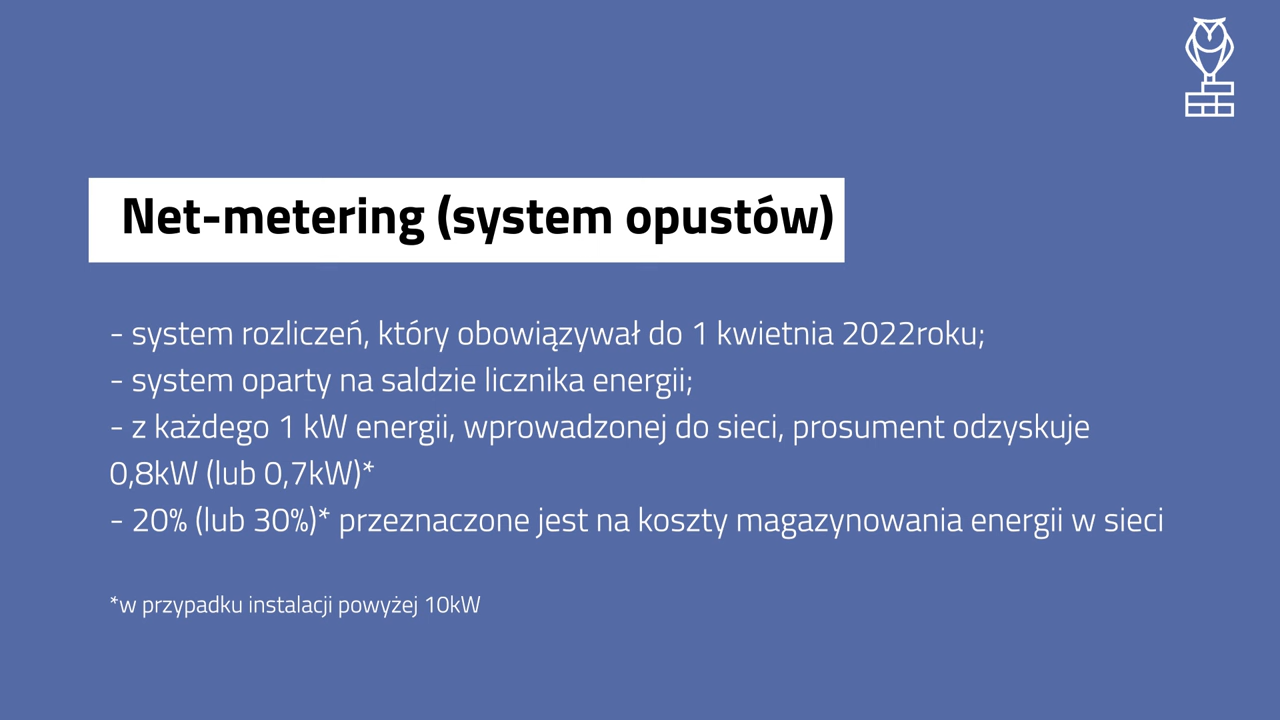 Net-metering (system opustów)
- system rozliczeń, który obowiązywał do 1 kwietnia 2022roku;
- system oparty na saldzie licznika energii;
- z każdego 1 kW energii, wprowadzonej do sieci, prosument odzyskuje
0,8kW (lub 0,7kW)*
- 20% (lub 30%)* przeznaczone jest na koszty magazynowania energii w sieci
*w przypadku instalacji powyżej 10kW